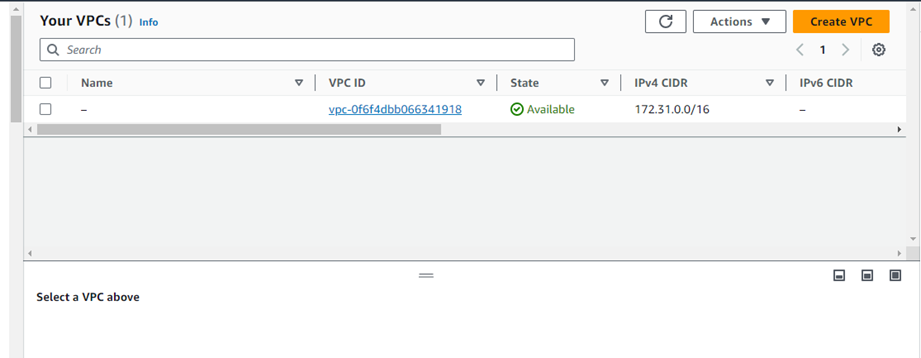 Your VPCs (1) Info
Actions
Create VPC
Search
1
Name VPC ID State IPv4 CIDR IPv6 CIDR
– vpc-0f6f4dbb066341918 Available 172.31.0.0/16 –
Select a VPC above